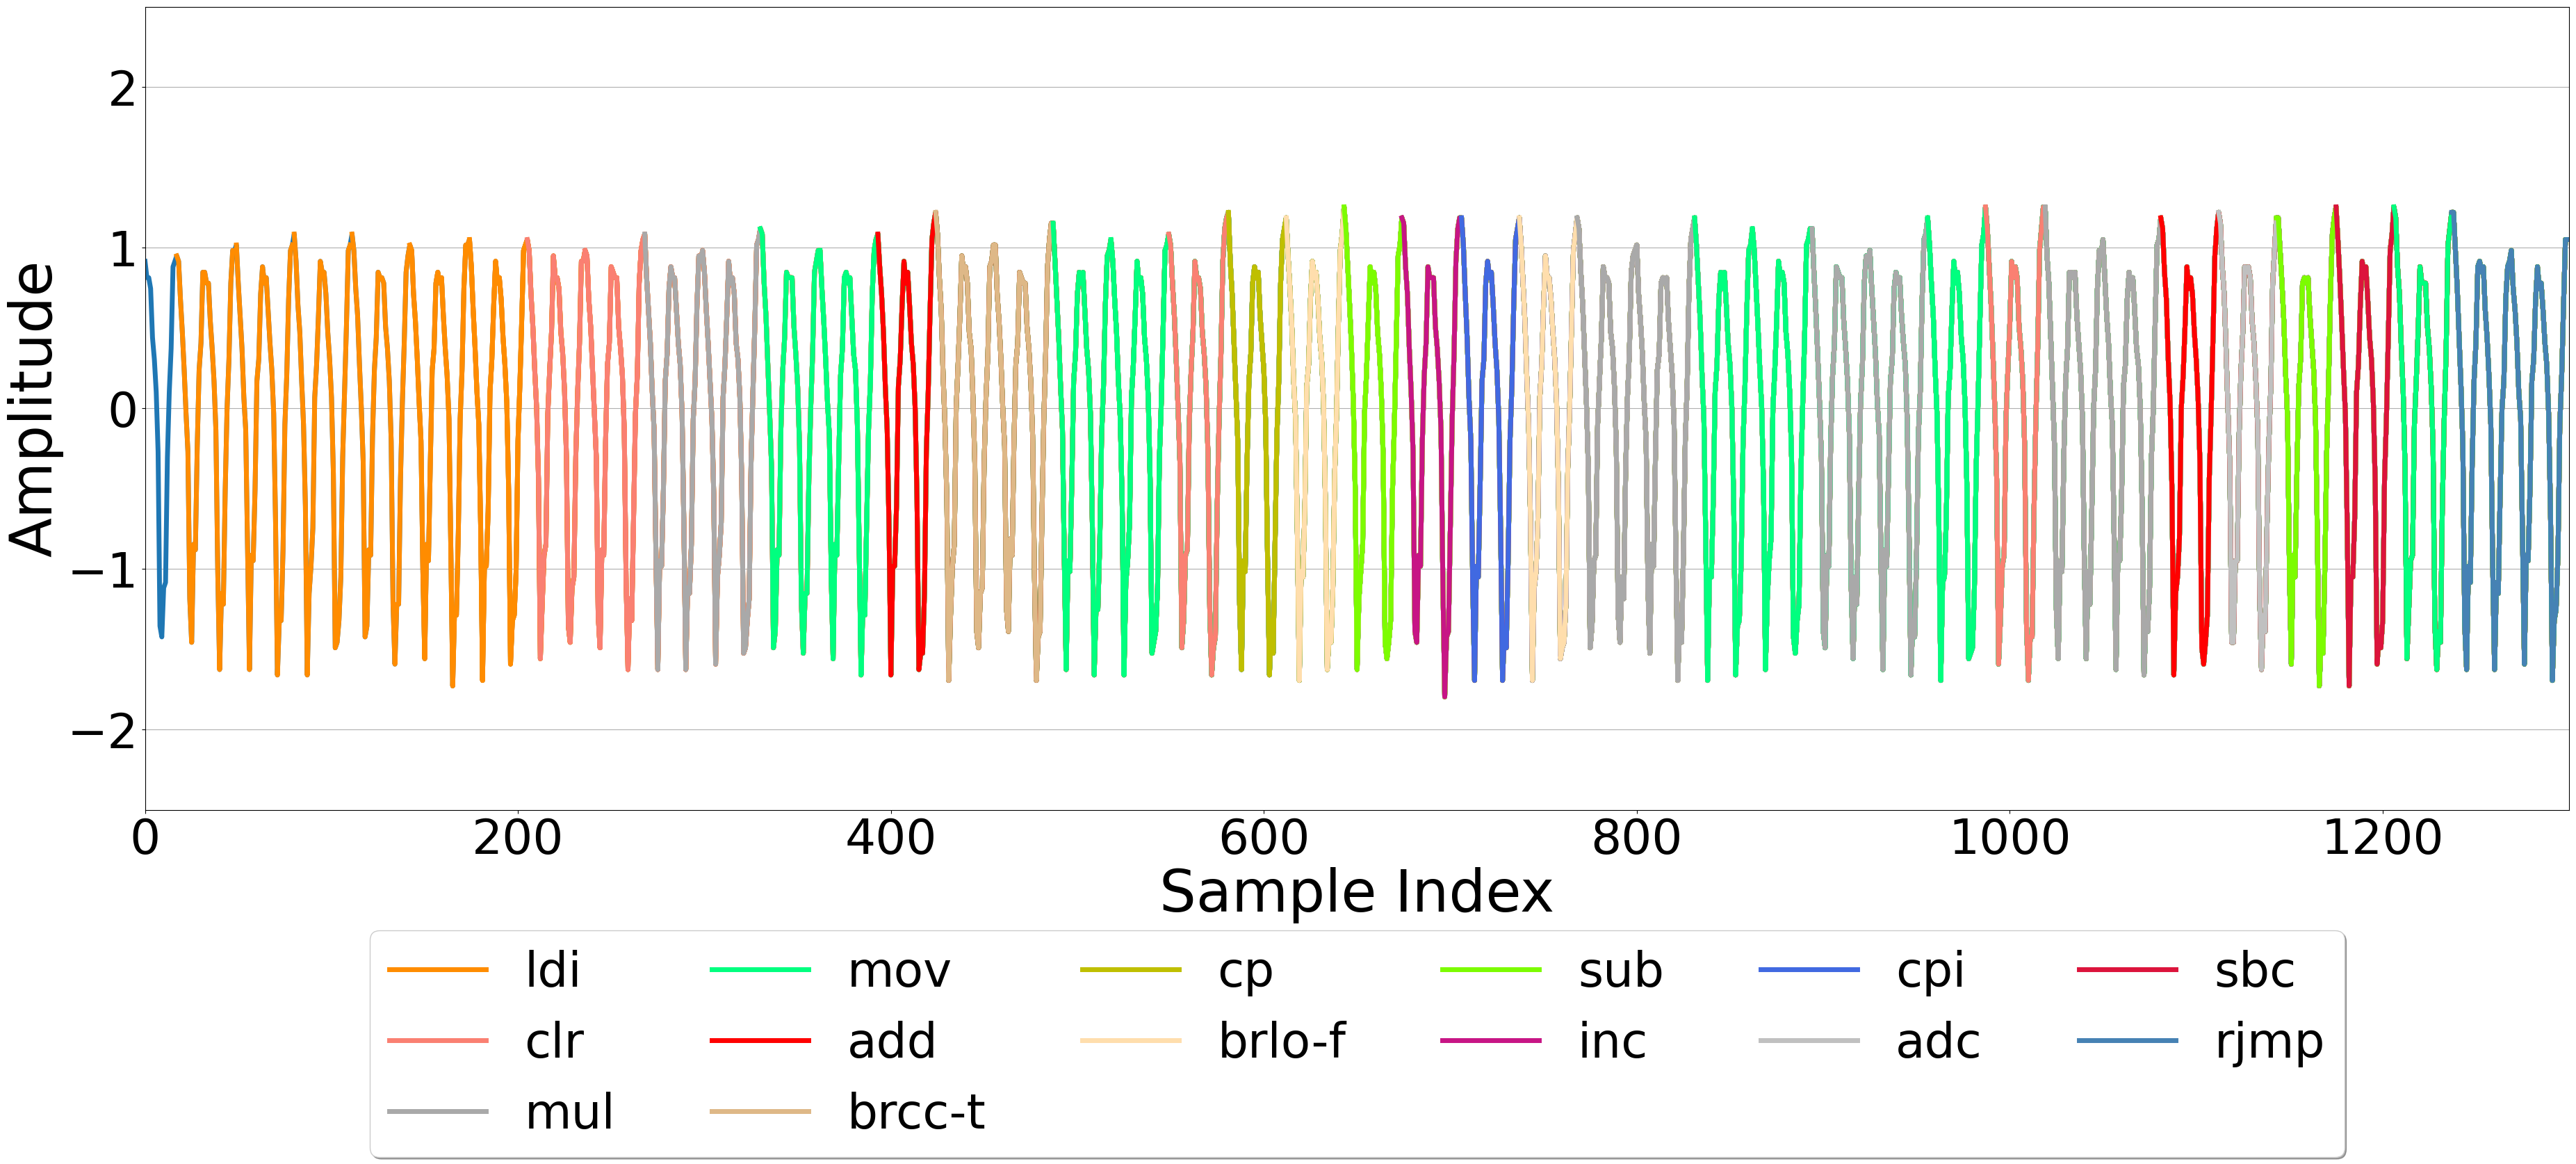 2
1
0
−1
−2
Amplitude
0 200 400 600 800 1000 1200
Sample Index
ldi mov cp sub cpi sbc
clr add brlo-f inc adc rjmp
mul brcc-t